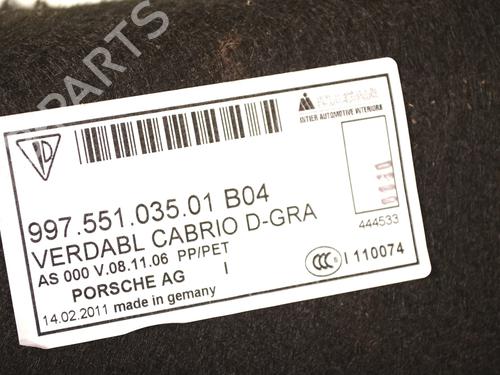 PARTS
D
INTIER AUTOMOTIVE INTERIORS
997.551.035.01 B04
VERDABL CABRIO D-GRA
AS 000 V.08.11.06 PP/PET
PORSCHE AG I
14.02.2011 made in gemany
444533
CCC I 110074